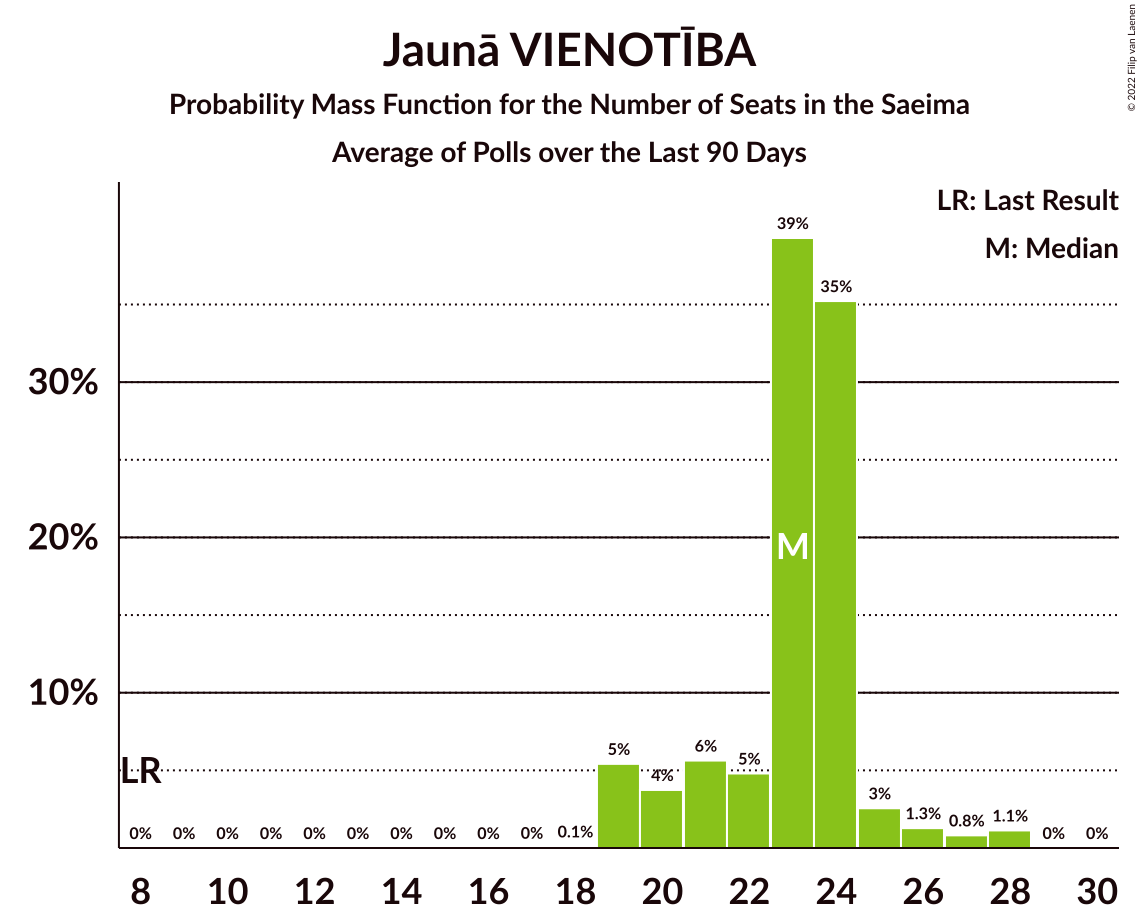 Jaunā VIENOTĪBA
Probability Mass Function for the Number of Seats in the Saeima
Average of Polls over the Last 90 Days
© 2022 Filip van Laenen
LR: Last Result
M: Median
39%
35%
30%
20%
M
10%
LR
0%
0%
0%
0%
0%
0%
0%
0%
0%
0%
0.1%
5%
4%
6%
5%
3%
1.3%
0.8%
1.1%
0%
0%
8 10 12 14 16 18 20 22 24 26 28 30